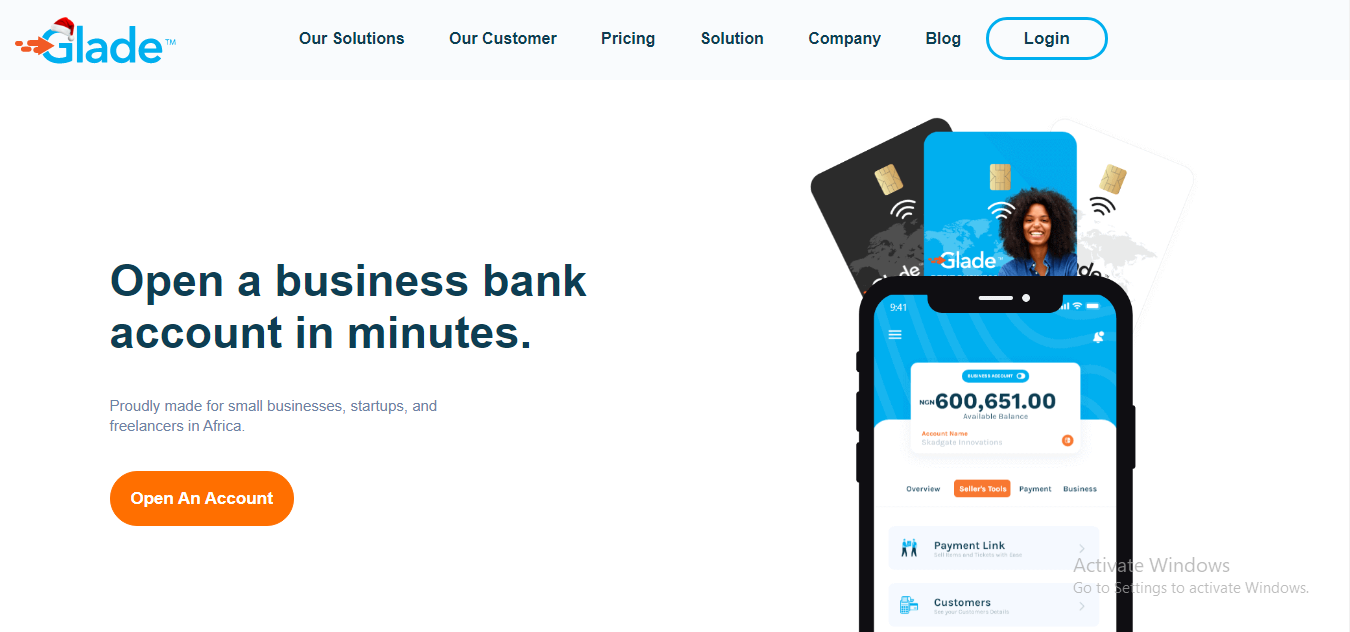 Glade™
Our Solutions
Our Customer
Pricing
Solution
Company
Blog
Login
Open a business bank
account in minutes.
Proudly made for small businesses, startups, and
freelancers in Africa.
Open An Account
Glade
9:41
BUSINESS ACCOUNT
NGN600,651.00
Available Balance
Account Name
Skadgate Innovations
Overview
Seller's Tools
Payment
Business
Payment Link
Sell Items and Tickets with Ease
Customers
See your Customers Details
Activate Windows
Go to Settings to activate Windows.